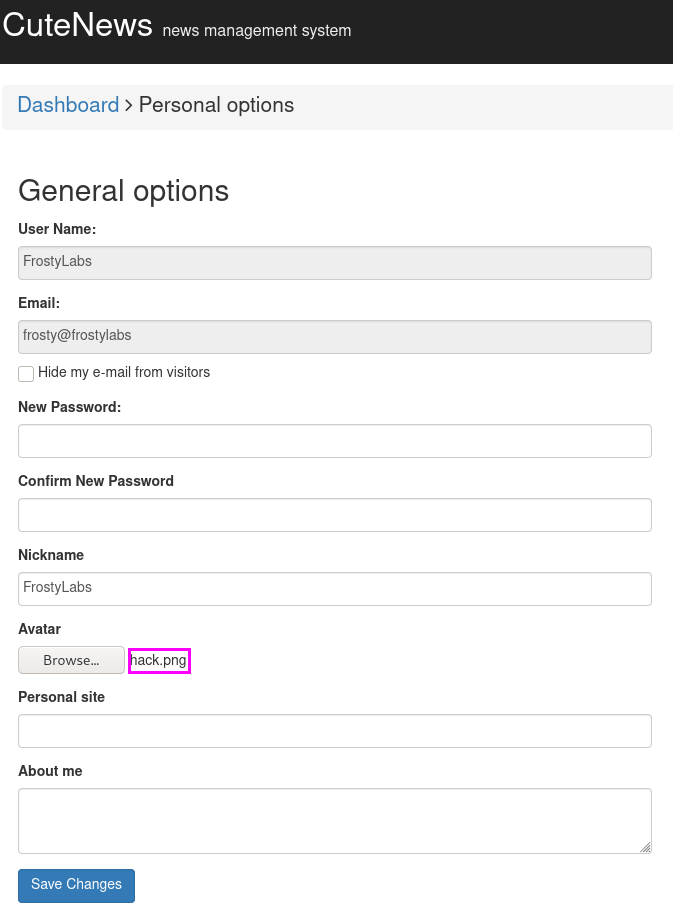 CuteNews news management system
Dashboard > Personal options
General options
User Name:
FrostyLabs
Email:
frosty@frostylabs
Hide my e-mail from visitors
New Password:
Confirm New Password
Nickname
FrostyLabs
Avatar
Browse... hack.png
Personal site
About me
Save Changes